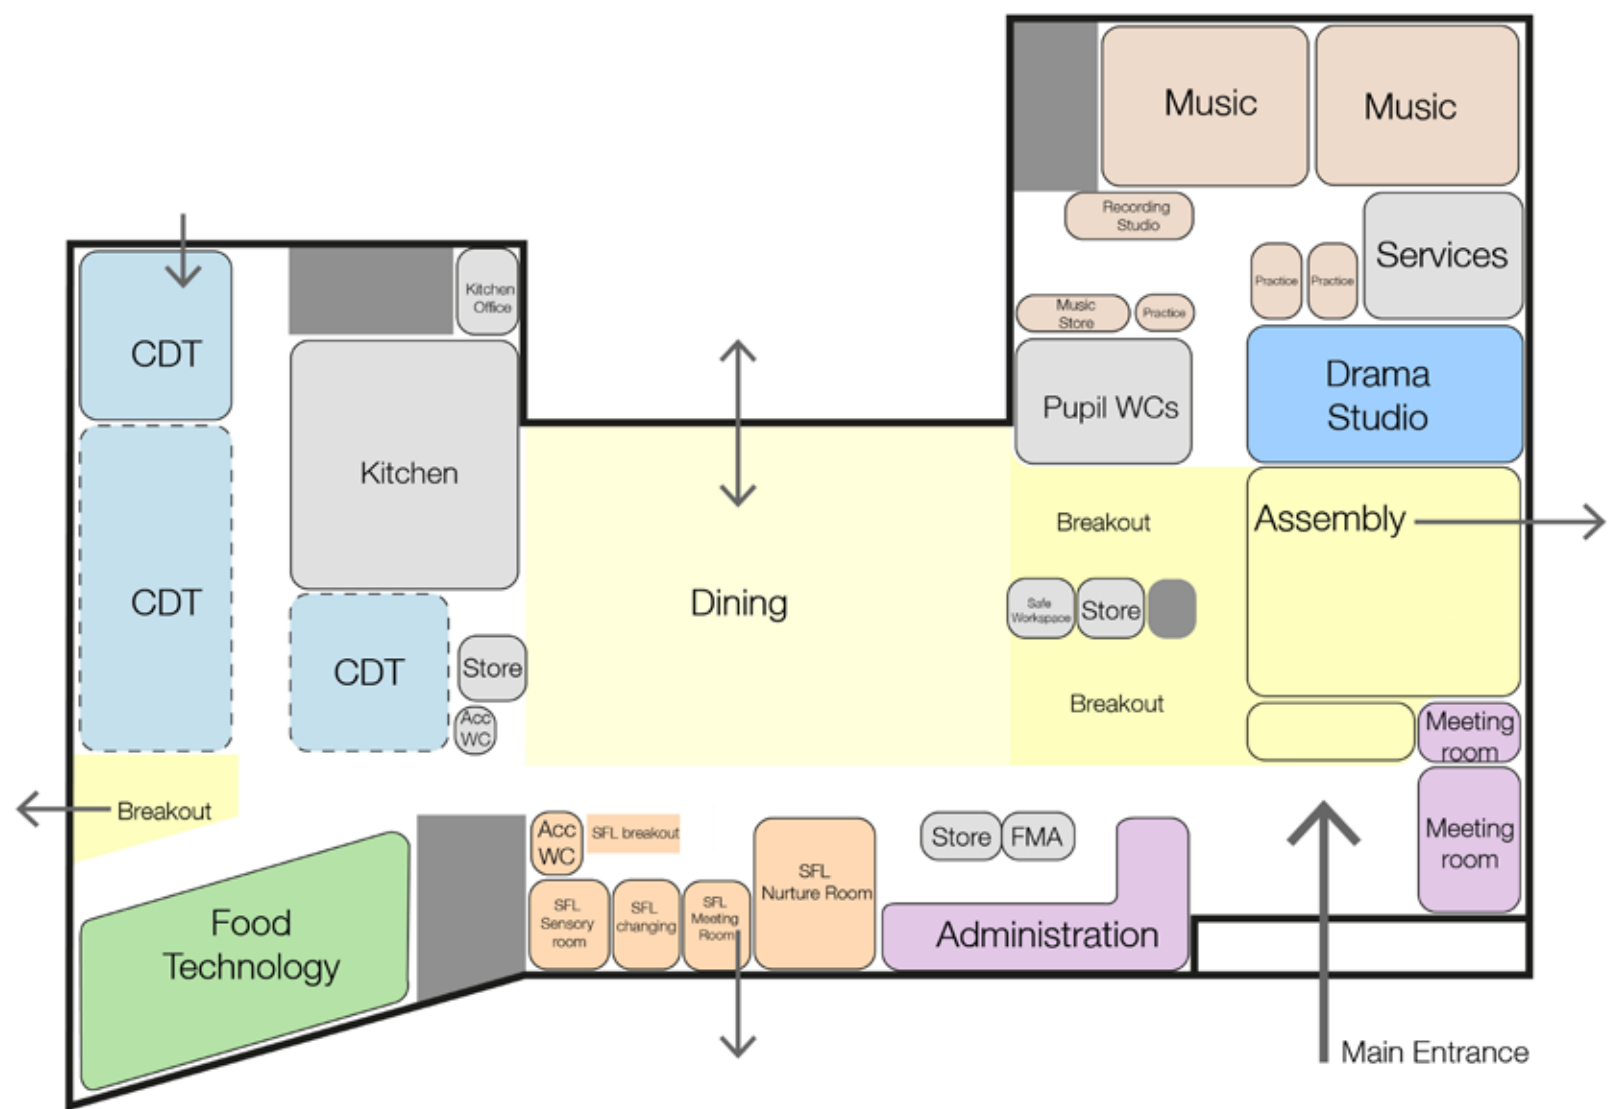 Music
Music
Recording
Studio
Services
Practice
Practice
Music
Store
Practice
Kitchen
Office
CDT
Pupil WCs
Drama
Studio
Kitchen
Breakout
Assembly
CDT
Dining
Safe
Workspace
Store
CDT
Store
Breakout
Acc
WC
Meeting
room
Breakout
Acc
WC
SFL breakout
Store
FMA
Meeting
room
SFL
Nurture Room
Food
Technology
SFL
Sensory
room
SFL
changing
SFL
Meeting
Room
Administration
Main Entrance